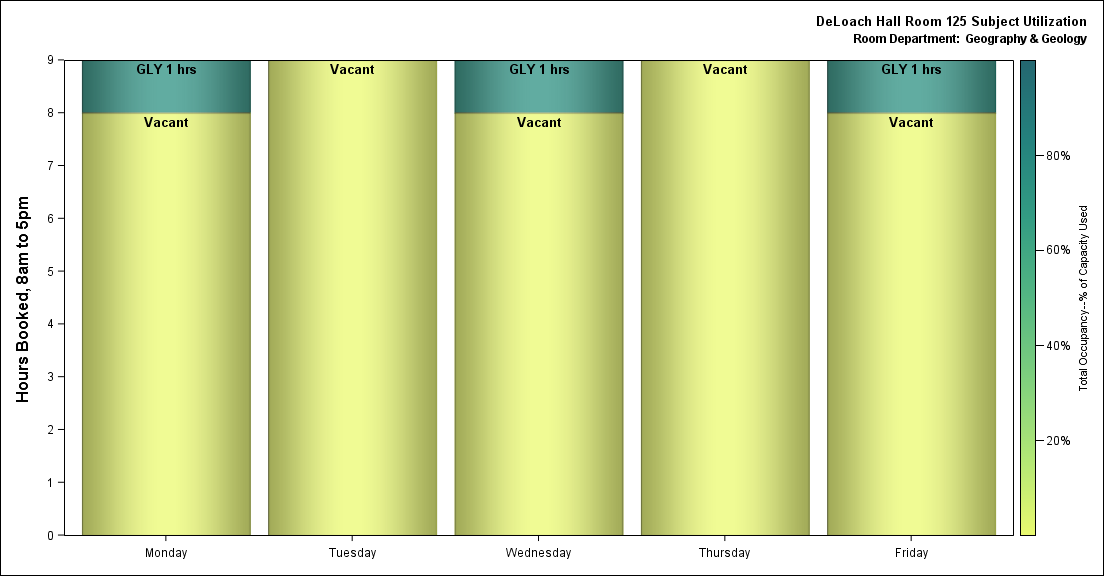 DeLoach Hall Room 125 Subject Utilization
Room Department: Geography & Geology
Hours Booked, 8am to 5pm
9
8
7
6
5
4
3
2
1
0
GLY 1 hrs
Vacant
Vacant
GLY 1 hrs
Vacant
Vacant
GLY 1 hrs
Vacant
Monday
Tuesday
Wednesday
Thursday
Friday
80%
60%
40%
20%
Total Occupancy--% of Capacity Used